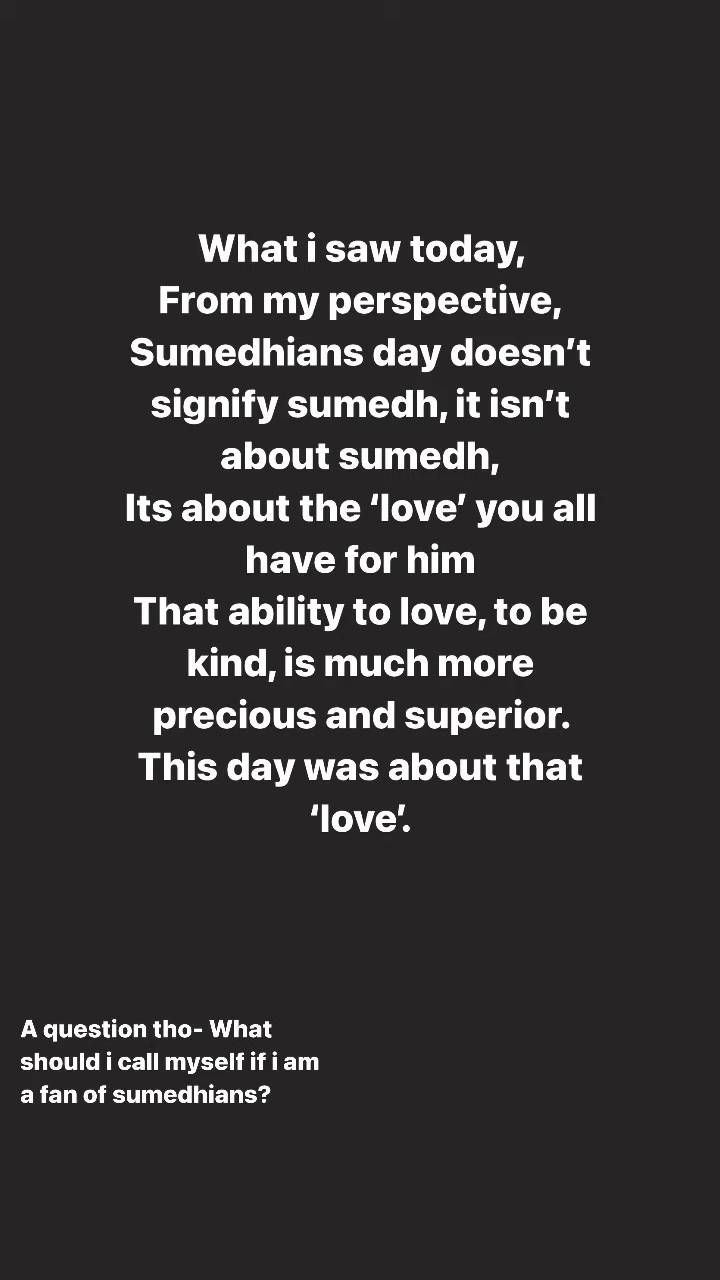 What i saw today,
From my perspective,
Sumedhians day doesn’t
signify sumedh, it isn’t
about sumedh,
Its about the ‘love’ you all
have for him
That ability to love, to be
kind, is much more
precious and superior.
This day was about that
‘love’.
A question tho- What
should i call myself if i am
a fan of sumedhians?